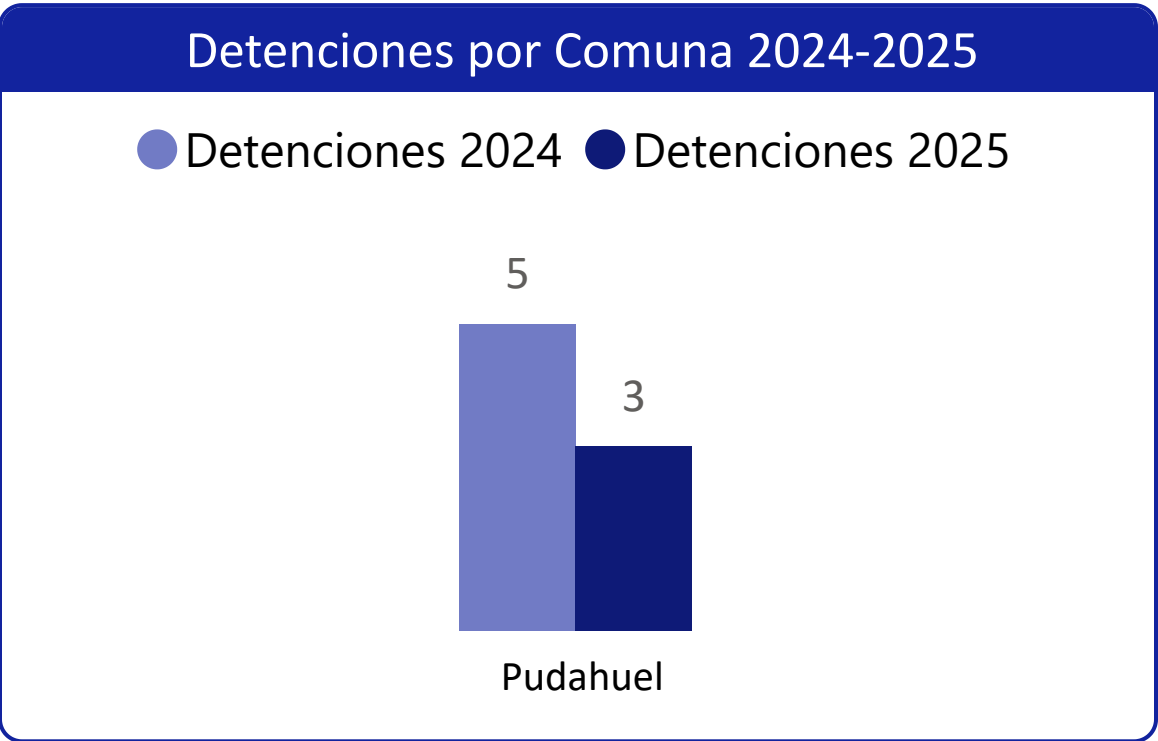 Detenciones por Comuna 2024-2025
Detenciones 2024 Detenciones 2025
5
3
Pudahuel